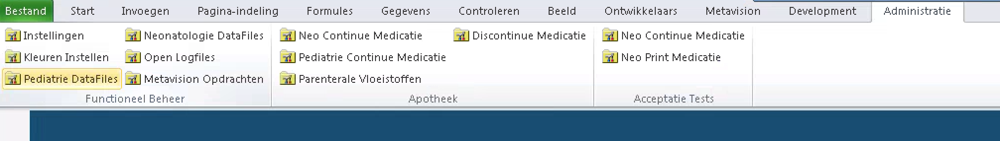 Bestand Start Invoegen Pagina-indeling Formules Gegevens Controleren Beeld Ontwikkelaars Metavision Development Administratie
Instellingen Neonatologie DataFiles Neo Continue Medicatie Discontinue Medicatie Neo Continue Medicatie
Kleuren Instellen Open Logfiles Pediatrie Continue Medicatie Neo Print Medicatie
Pediatrie DataFiles Metavision Opdrachten Parenterale Vloeistoffen
Functioneel Beheer Apotheek Acceptatie Tests